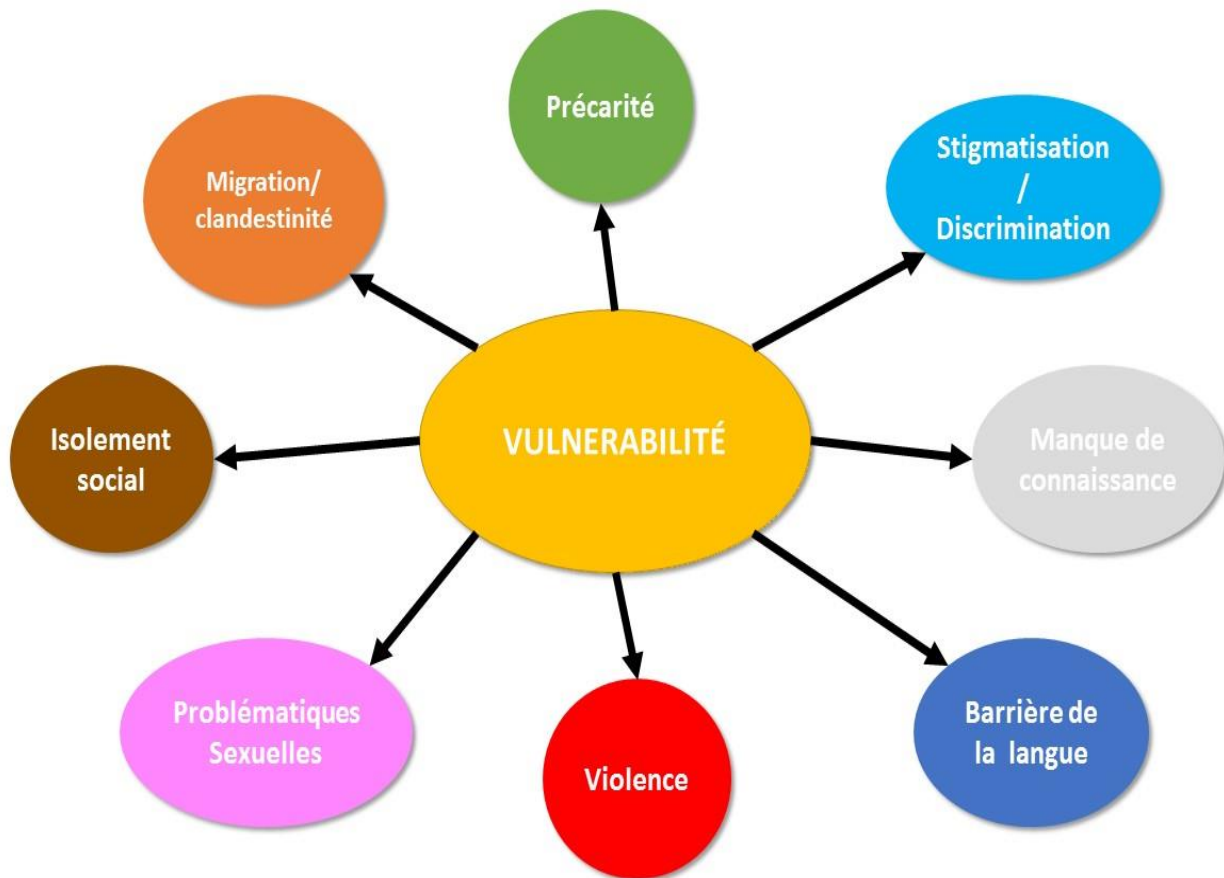 Précarité
Stigmatisation
/
Discrimination
Migration/
clandestinité
VULNERABILITÉ
Isolement
social
Manque de
connaissance
Problématiques
Sexuelles
Violence
Barrière de
la langue